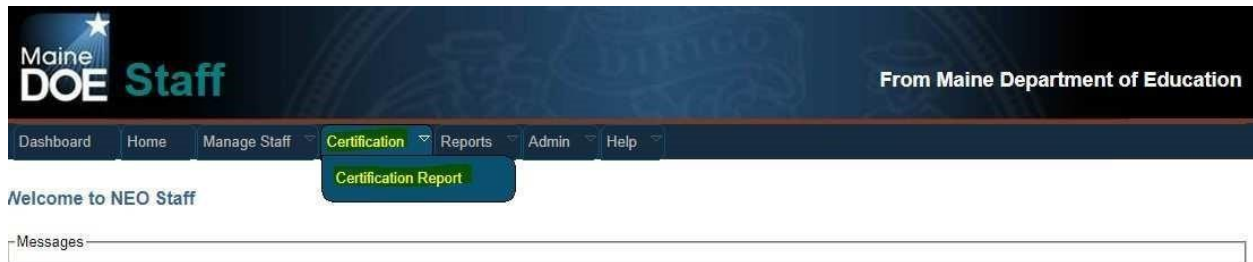 Maine
DOE Staff
DIRIGO
From Maine Department of Education
Dashboard Home Manage Staff Certification Reports Admin Help
Certification Report
Welcome to NEO Staff
Messages